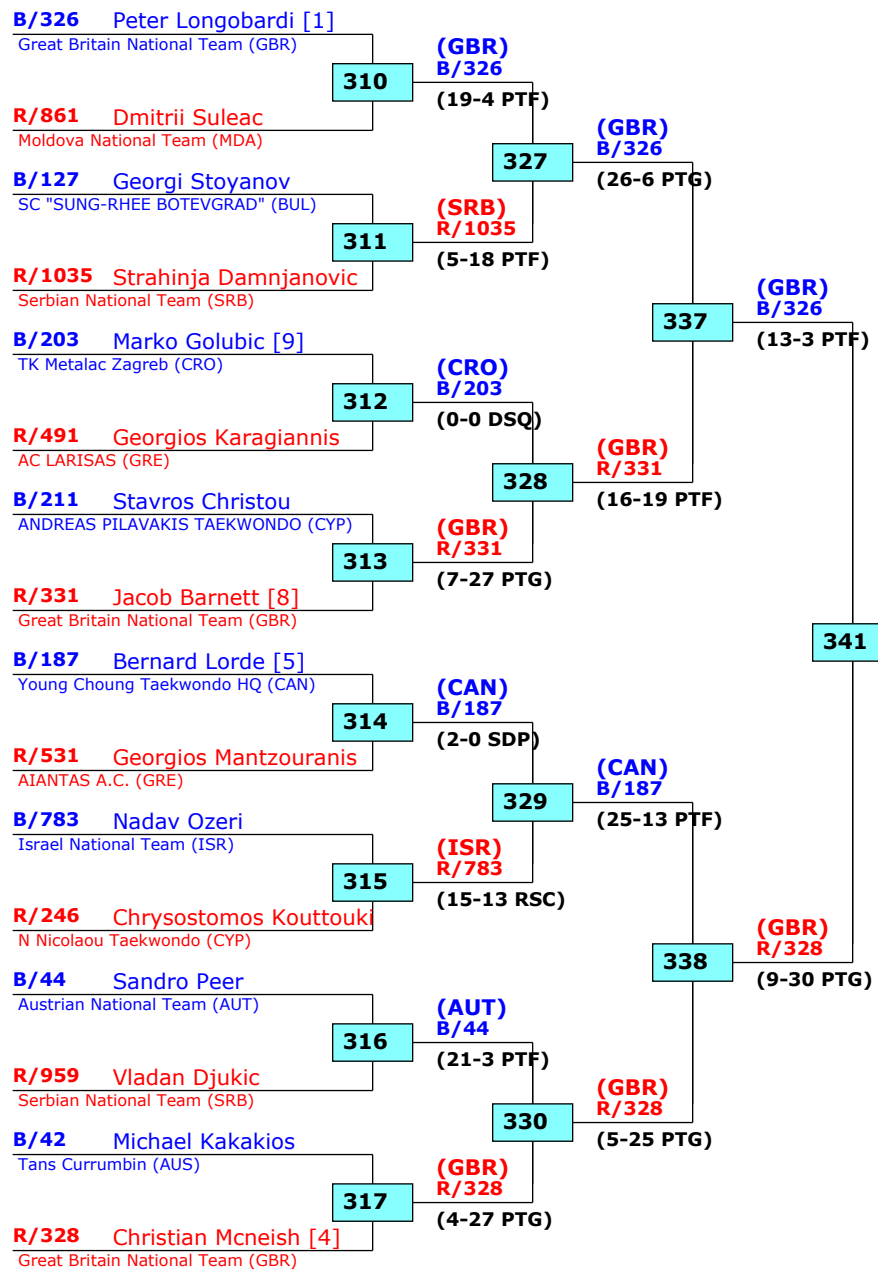 B/326 Peter Longobardi [1]
Great Britain National Team (GBR)
310
R/861 Dmitrii Suleac
Moldova National Team (MDA)
B/127 Georgi Stoyanov
SC "SUNG-RHEE BOTEVGRAD" (BUL)
311
R/1035 Strahinja Damnjanovic
Serbian National Team (SRB)
B/203 Marko Golubic [9]
TK Metalac Zagreb (CRO)
312
R/491 Georgios Karagiannis
AC LARISAS (GRE)
B/211 Stavros Christou
ANDREAS PILAVAKIS TAEKWONDO (CYP)
313
R/331 Jacob Barnett [8]
Great Britain National Team (GBR)
B/187 Bernard Lorde [5]
Young Choung Taekwondo HQ (CAN)
314
R/531 Georgios Mantzouranis
AIANTAS A.C. (GRE)
B/783 Nadav Ozeri
Israel National Team (ISR)
315
R/246 Chrysostomos Kouttouki
N Nicolaou Taekwondo (CYP)
B/44 Sandro Peer
Austrian National Team (AUT)
316
R/959 Vladan Djukic
Serbian National Team (SRB)
B/42 Michael Kakakios
Tans Currumbin (AUS)
317
R/328 Christian Mcneish [4]
Great Britain National Team (GBR)
(GBR)
B/326
(19-4 PTF)
327
(SRB)
R/1035
(5-18 PTF)
(CRO)
B/203
(0-0 DSQ)
328
(GBR)
R/331
(7-27 PTG)
(CAN)
B/187
(2-0 SDP)
329
(ISR)
R/783
(15-13 RSC)
(AUT)
B/44
(21-3 PTF)
330
(GBR)
R/328
(4-27 PTG)
(GBR)
B/326
(26-6 PTG)
337
(GBR)
R/331
(16-19 PTF)
(CAN)
B/187
(25-13 PTF)
338
(GBR)
R/328
(5-25 PTG)
(GBR)
B/326
(13-3 PTF)
341
(GBR)
R/328
(9-30 PTG)